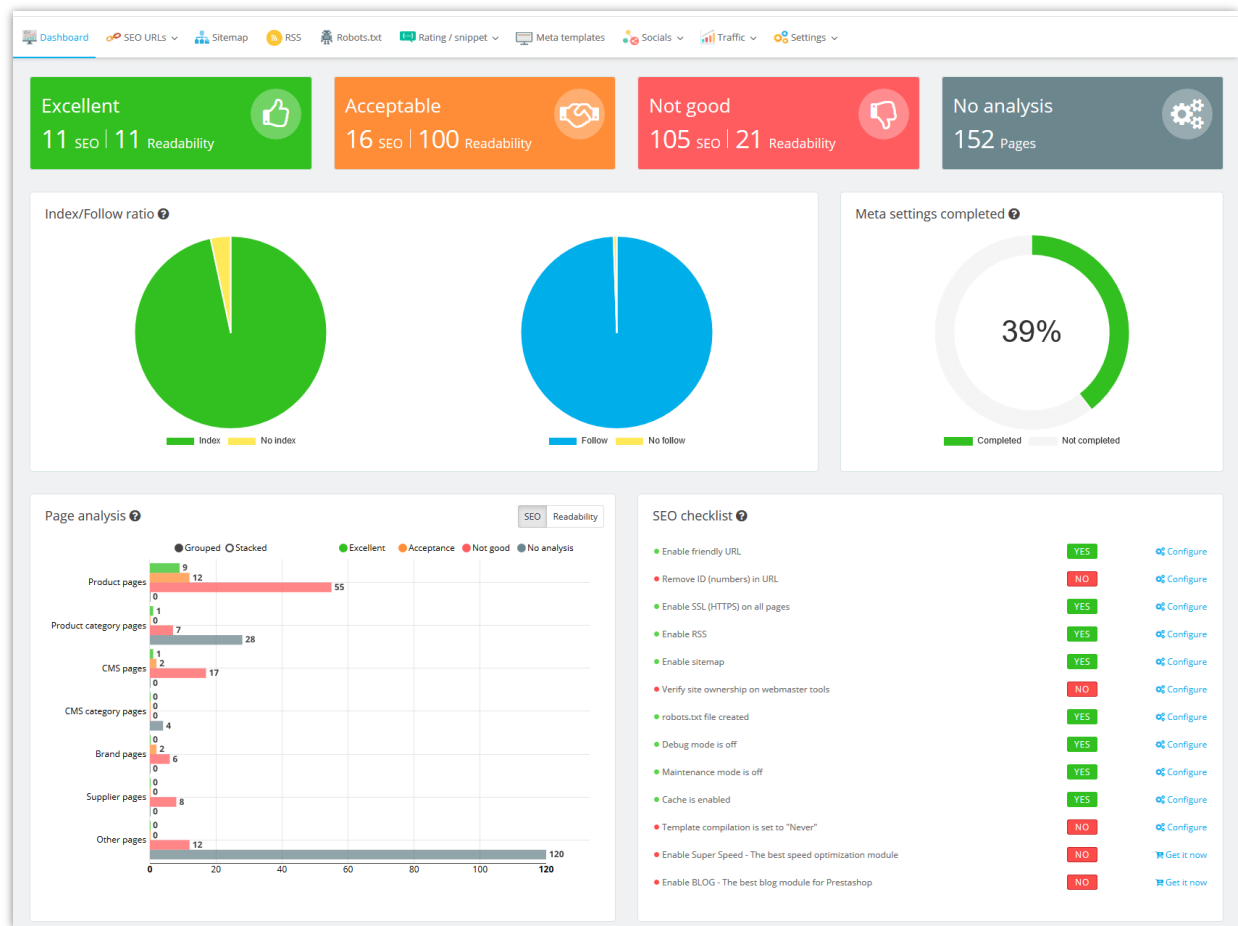 Dashboard SEO URLs Sitemap RSS Robots.txt Rating / snippet Meta templates Socials Traffic Settings
Excellent
11 SEO 11 Readability
Acceptable
16 SEO 100 Readability
Not good
105 SEO 21 Readability
No analysis
152 Pages
Index/Follow ratio
Index No index
Follow No follow
Meta settings completed
39%
Completed Not completed
Page analysis
SEO Readability
Grouped Stacked Excellent Acceptance Not good No analysis
Product pages
9
12
55
0
Product category pages
1
0
7
28
CMS pages
1
2
17
0
CMS category pages
0
0
0
4
Brand pages
0
2
6
0
Supplier pages
0
0
8
0
Other pages
0
0
12
120
0 20 40 60 80 100 120
SEO checklist
Enable friendly URL YES Configure
Remove ID (numbers) in URL NO Configure
Enable SSL (HTTPS) on all pages YES Configure
Enable RSS YES Configure
Enable sitemap YES Configure
Verify site ownership on webmaster tools NO Configure
robots.txt file created YES Configure
Debug mode is off YES Configure
Maintenance mode is off YES Configure
Cache is enabled YES Configure
Template compilation is set to "Never" NO Configure
Enable Super Speed - The best speed optimization module NO Get it now
Enable BLOG - The best blog module for Prestashop NO Get it now